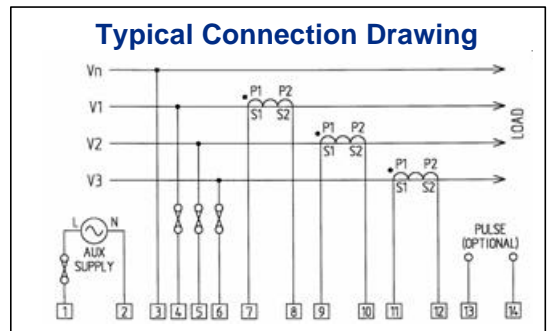 Typical Connection Drawing
Vn
V1
P1 P2
S1 S2
V2
P1 P2
S1 S2
V3
P1 P2
S1 S2
LOAD
L N
AUX
SUPPLY
PULSE
(OPTIONAL)
1 2 3 4 5 6 7 8 9 10 11 12 13 14